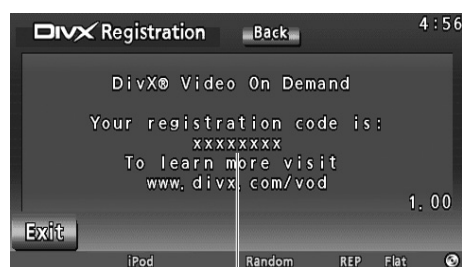 DIVX Registration Back 4:56
DivX® Video On Demand
Your registration code is:
xxxxxxxx
To learn more visit
www.divx.com/vod
1.00
Exit
iPod Random REP Flat